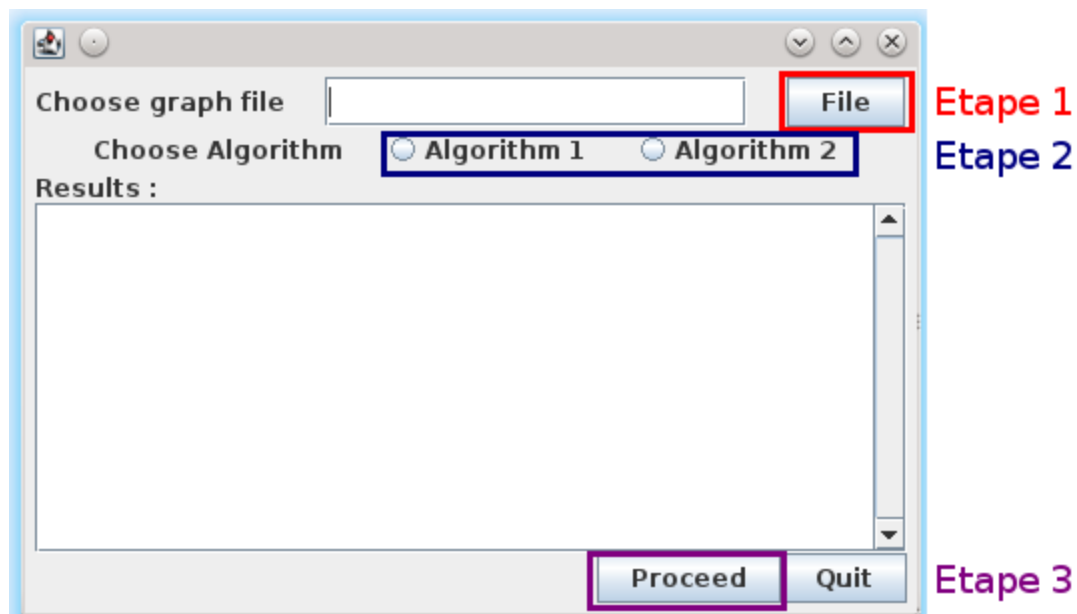 Choose graph file File Etape 1
Choose Algorithm Algorithm 1 Algorithm 2 Etape 2
Results :
Proceed Quit Etape 3